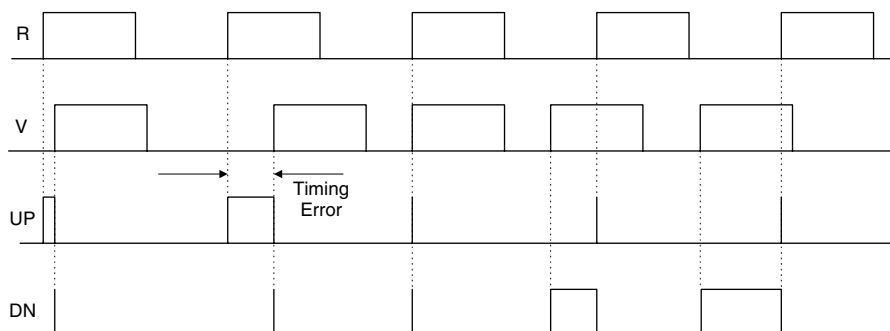 R
V
Timing
Error
UP
DN